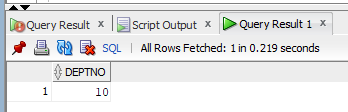 Query Result x Script Output x Query Result 1 x
SQL | All Rows Fetched: 1 in 0.219 seconds
DEPTNO
1 10